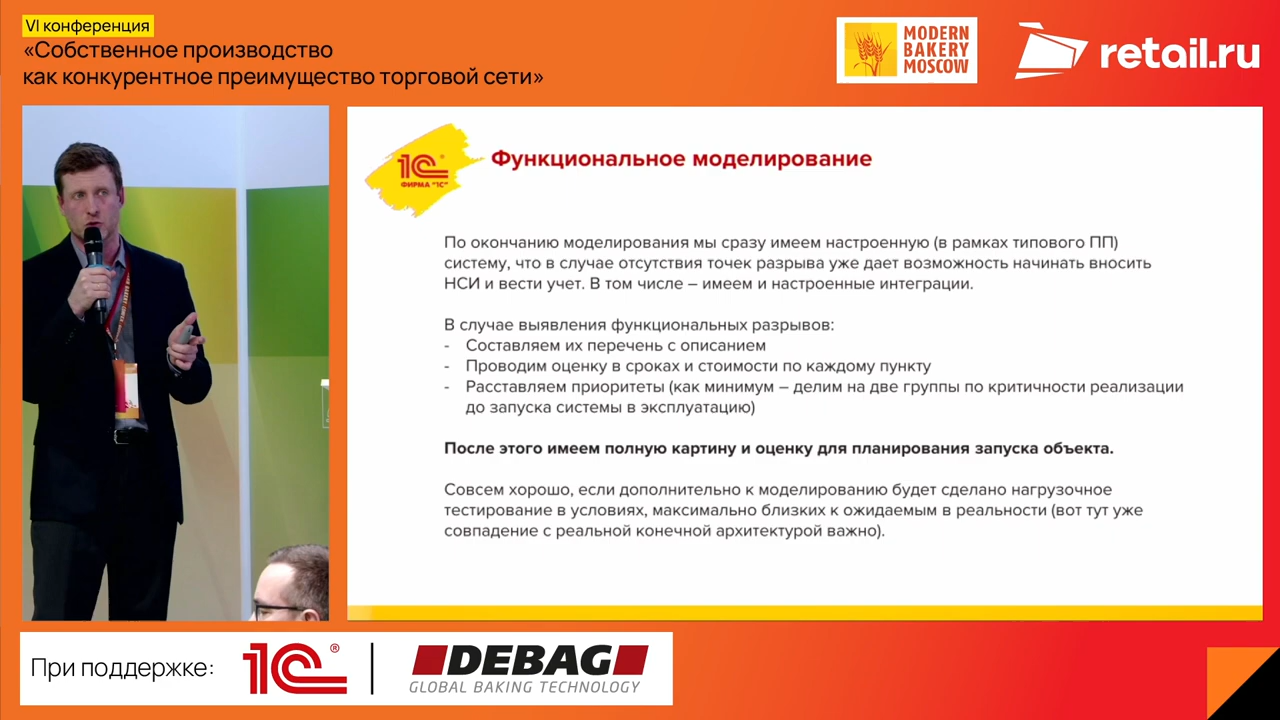 VI конференция
«Собственное производство
как конкурентное преимущество торговой сети»
MODERN
BAKERY
MOSCOW
retail.ru
1С®
ФИРМА "1С"
Функциональное моделирование
По окончанию моделирования мы сразу имеем настроенную (в рамках типового ПП)
систему, что в случае отсутствия точек разрыва уже дает возможность начинать вносить
НСИ и вести учет. В том числе – имеем и настроенные интеграции.
В случае выявления функциональных разрывов:
- Составляем их перечень с описанием
- Проводим оценку в сроках и стоимости по каждому пункту
- Расставляем приоритеты (как минимум – делим на две группы по критичности реализации
до запуска системы в эксплуатацию)
После этого имеем полную картину и оценку для планирования запуска объекта.
Совсем хорошо, если дополнительно к моделированию будет сделано нагрузочное
тестирование в условиях, максимально близких к ожидаемым в реальности (вот тут уже
совпадение с реальной конечной архитектурой важно).
При поддержке:
1С®
DEBAG
GLOBAL BAKING TECHNOLOGY